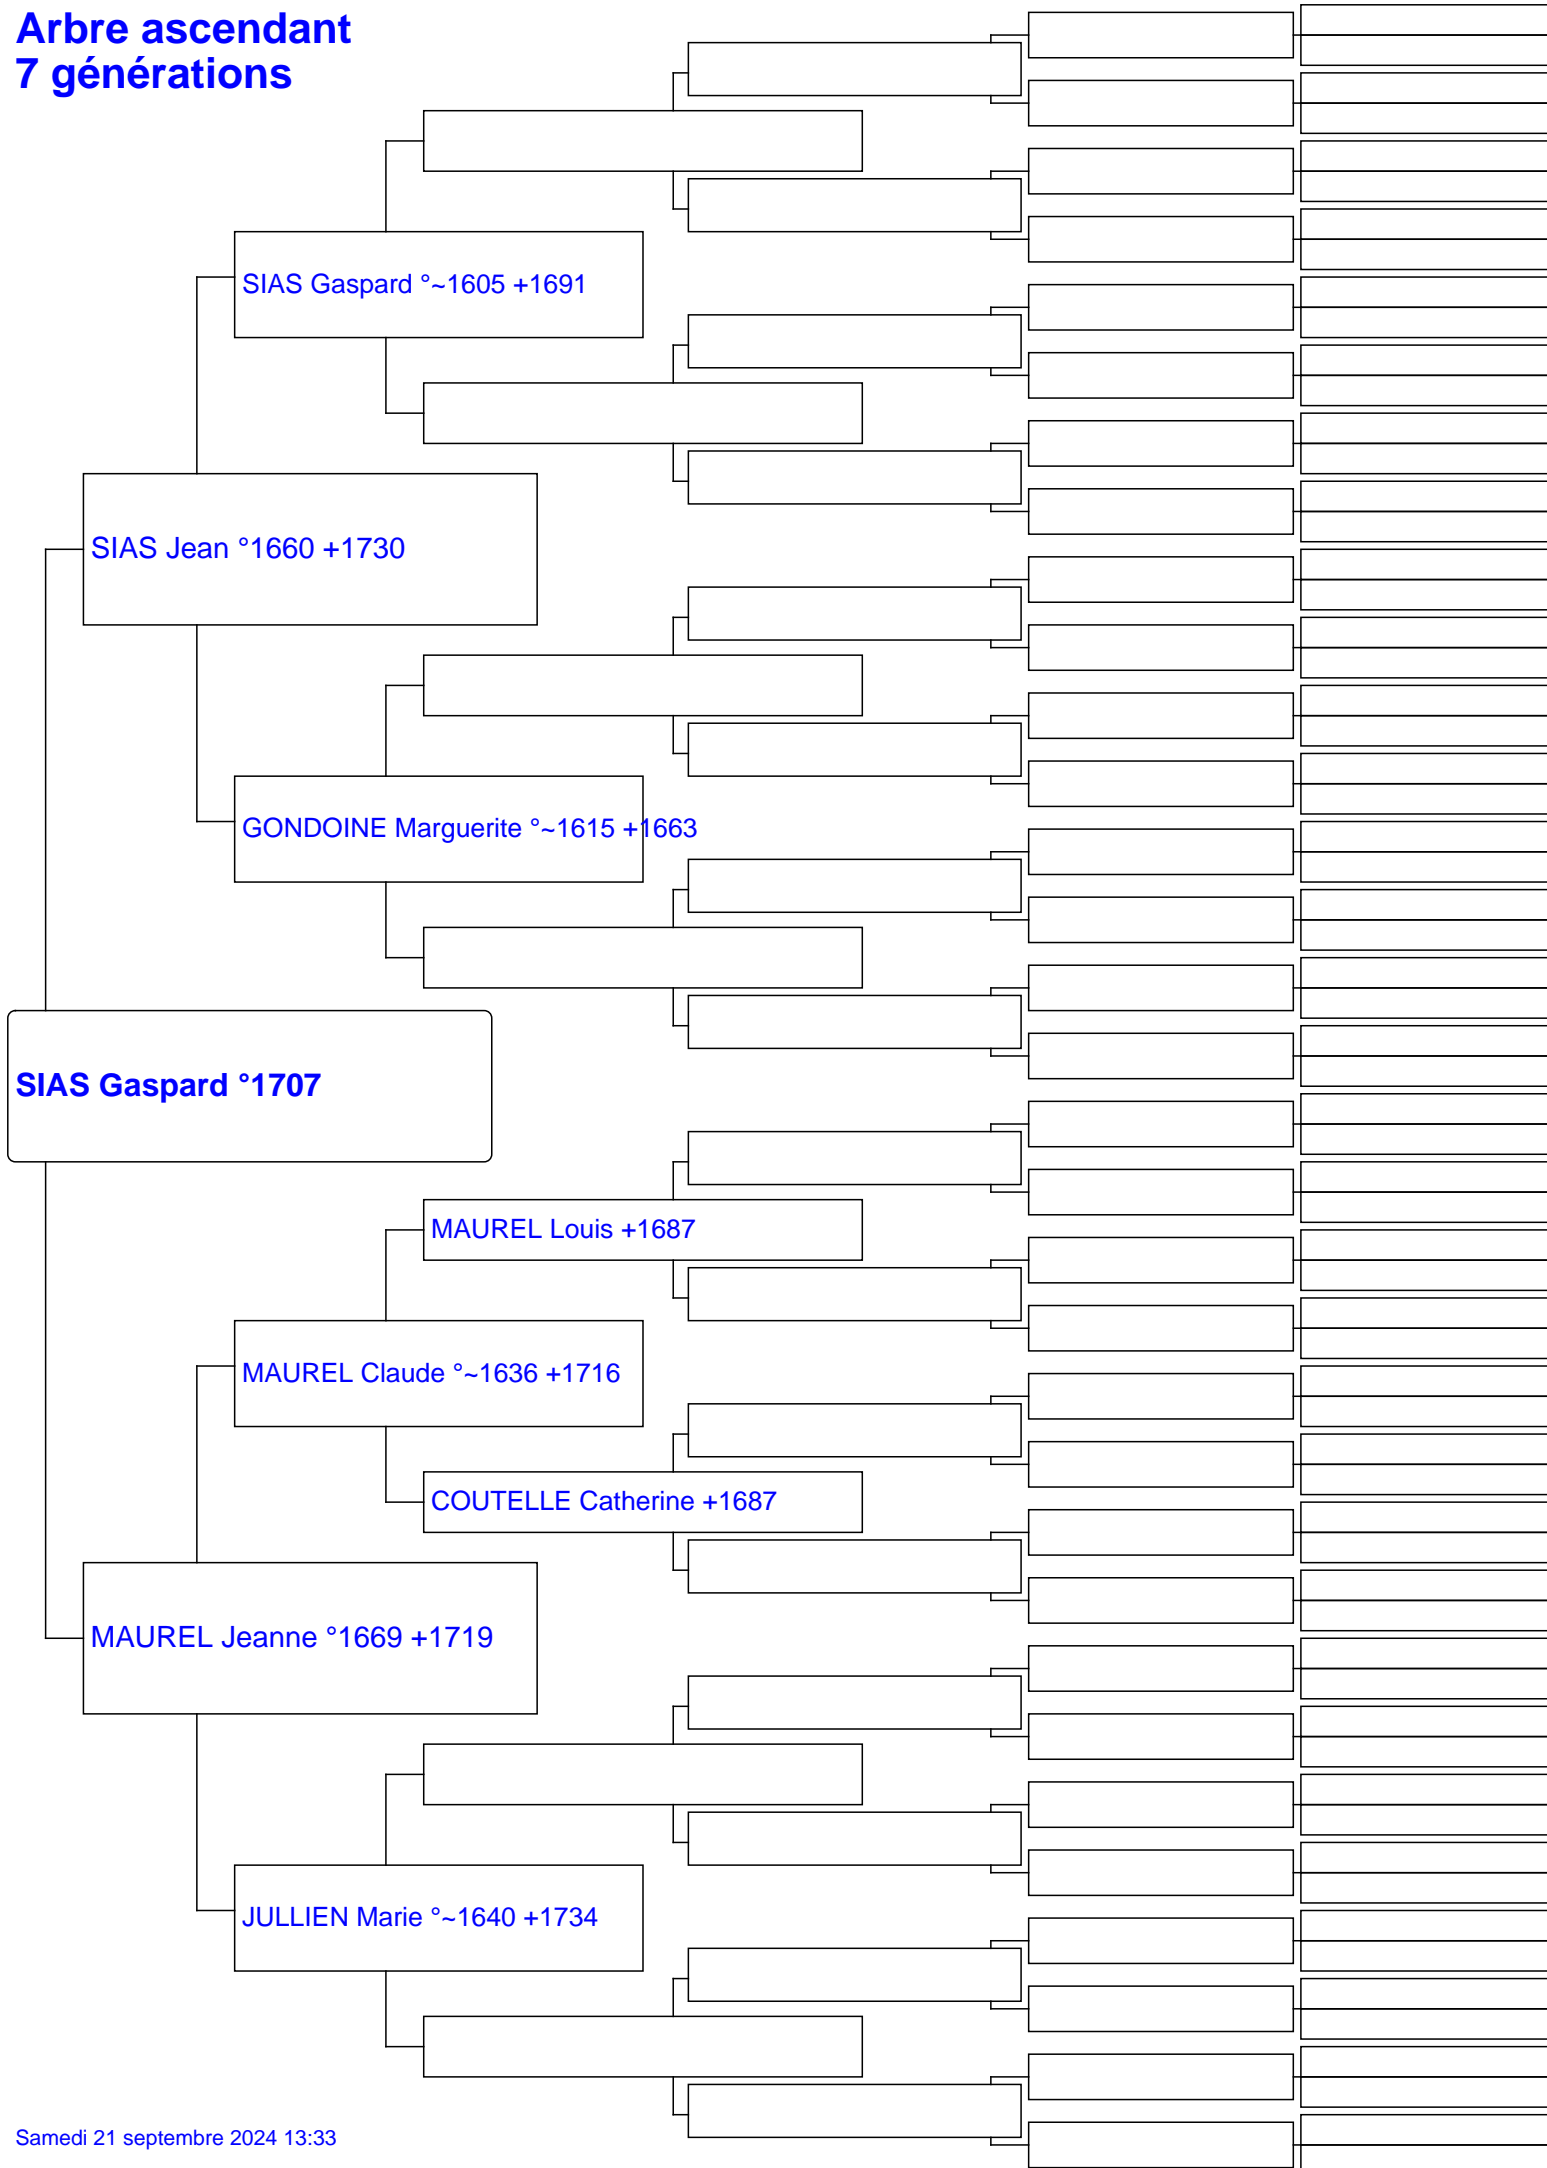 Arbre ascendant
7 générations
SIAS Gaspard °~1605 +1691
SIAS Jean °1660 +1730
GONDOINE Marguerite °~1615 +1663
SIAS Gaspard °1707
MAUREL Louis +1687
MAUREL Claude °~1636 +1716
COUTELLE Catherine +1687
MAUREL Jeanne °1669 +1719
JULLIEN Marie °~1640 +1734
Samedi 21 septembre 2024 13:33